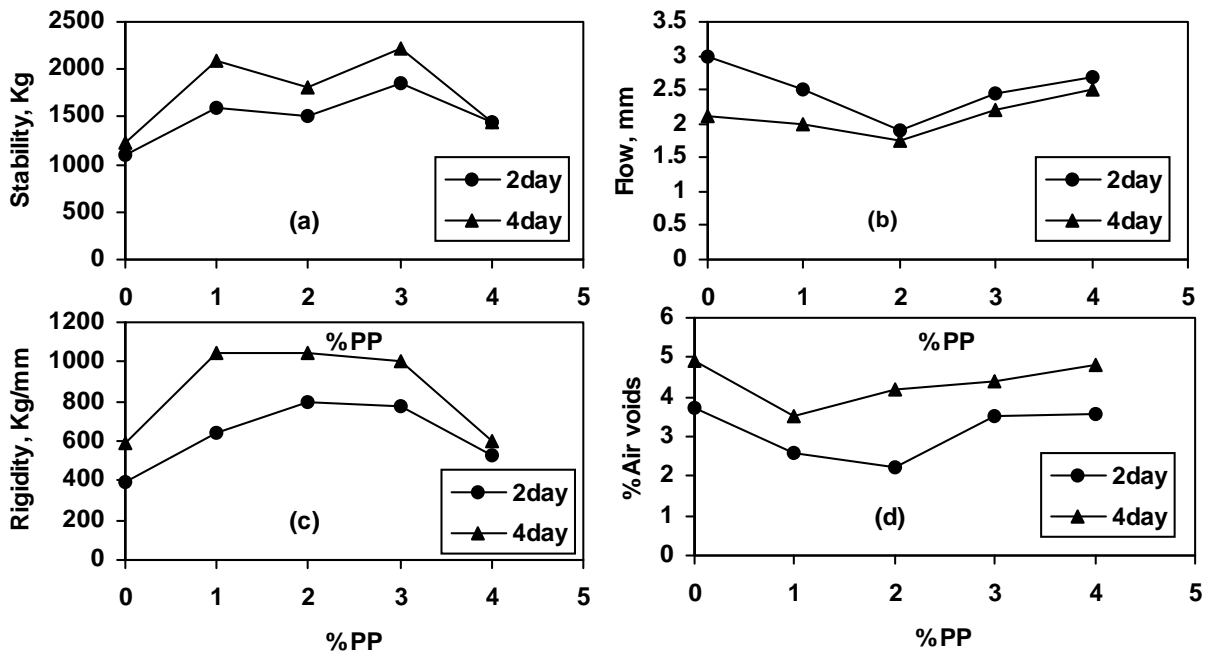 Stability, Kg
2500
2000
1500
1000
500
0
0 1 2 3 4 5
%PP
2day
4day
(a)
Flow, mm
3.5
3
2.5
2
1.5
1
0.5
0
0 1 2 3 4 5
%PP
2day
4day
(b)
Rigidity, Kg/mm
1200
1000
800
600
400
200
0
0 1 2 3 4 5
%PP
2day
4day
(c)
%Air voids
6
5
4
3
2
1
0
0 1 2 3 4 5
%PP
2day
4day
(d)